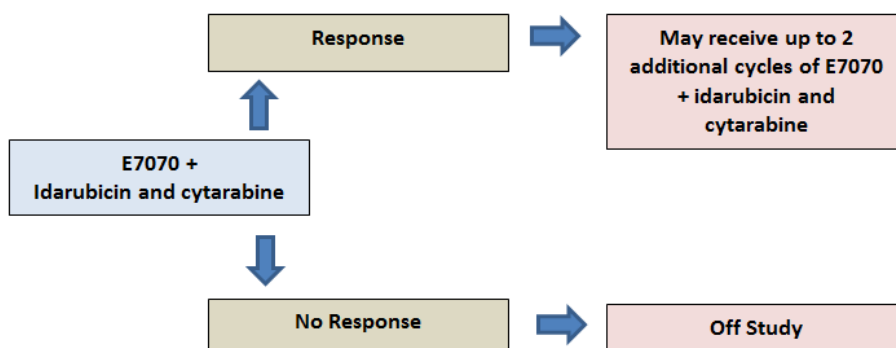 Response
May receive up to 2
additional cycles of E7070
+ idarubicin and
cytarabine
E7070 +
Idarubicin and cytarabine
No Response
Off Study